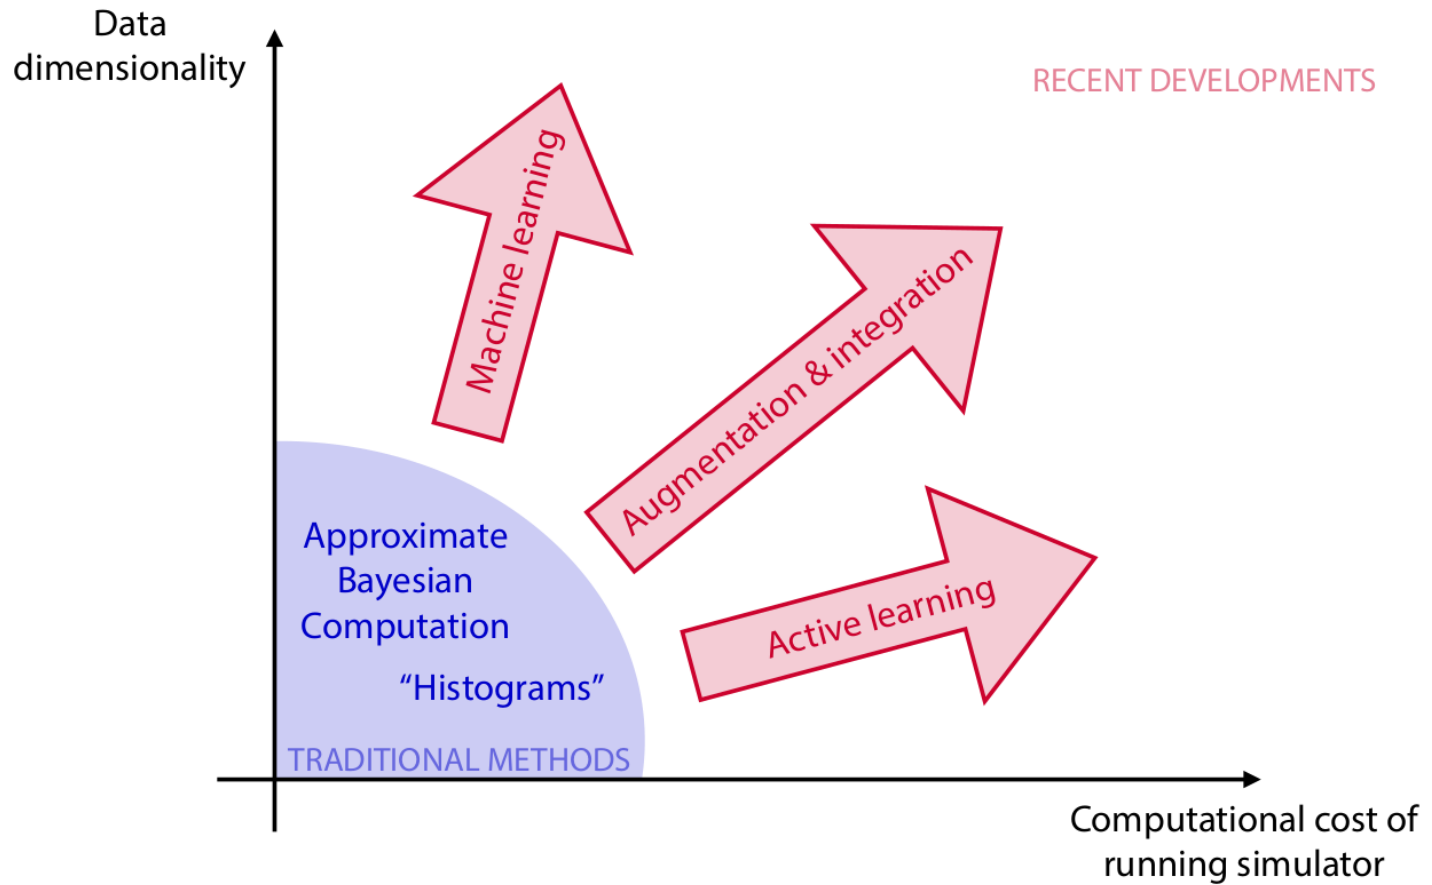 Data
dimensionality
RECENT DEVELOPMENTS
Machine learning
Augmentation & integration
Active learning
Approximate
Bayesian
Computation
“Histograms”
TRADITIONAL METHODS
Computational cost of
running simulator